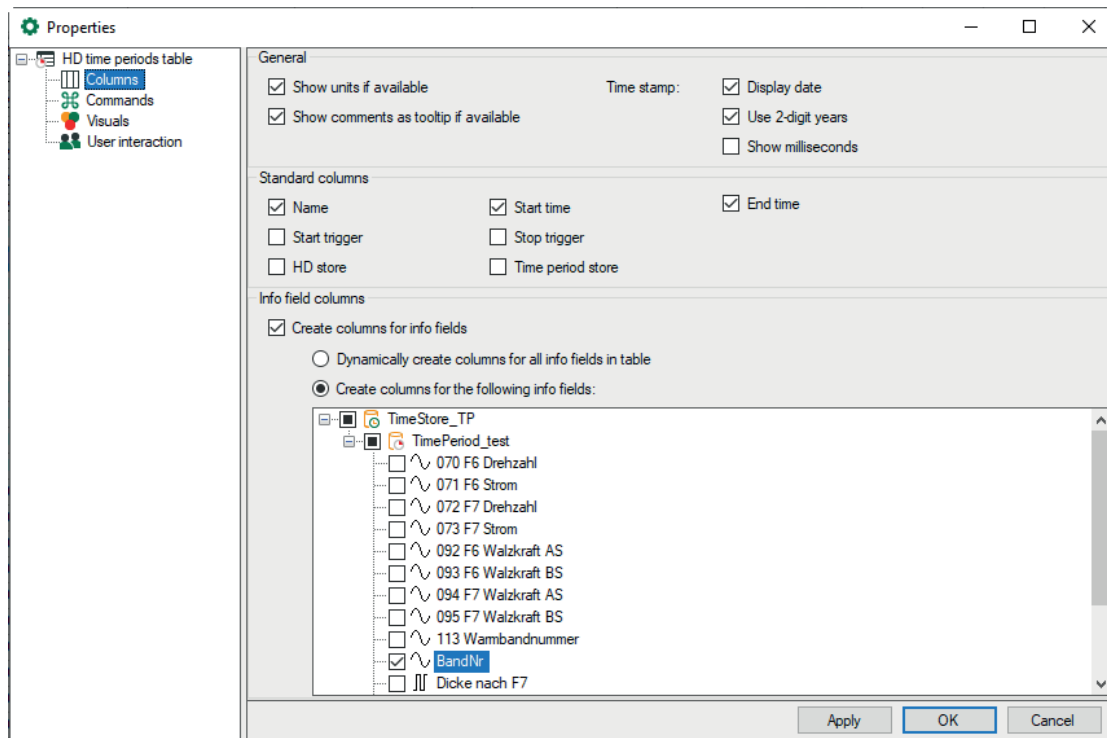 Properties
HD time periods table
Columns
Commands
Visuals
User interaction
General
Show units if available
Time stamp:
Display date
Show comments as tooltip if available
Use 2-digit years
Show milliseconds
Standard columns
Name
Start time
End time
Start trigger
Stop trigger
HD store
Time period store
Info field columns
Create columns for info fields
Dynamically create columns for all info fields in table
Create columns for the following info fields:
TimeStore_TP
TimePeriod_test
070 F6 Drehzahl
071 F6 Strom
072 F7 Drehzahl
073 F7 Strom
092 F6 Walzkraft AS
093 F6 Walzkraft BS
094 F7 Walzkraft AS
095 F7 Walzkraft BS
113 Warmbandnummer
BandNr
Dicke nach F7
Apply
OK
Cancel